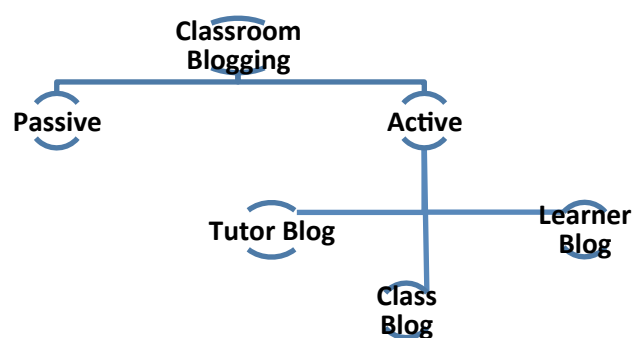 Classroom
Blogging
Passive
Active
Tutor Blog
Learner
Blog
Class
Blog